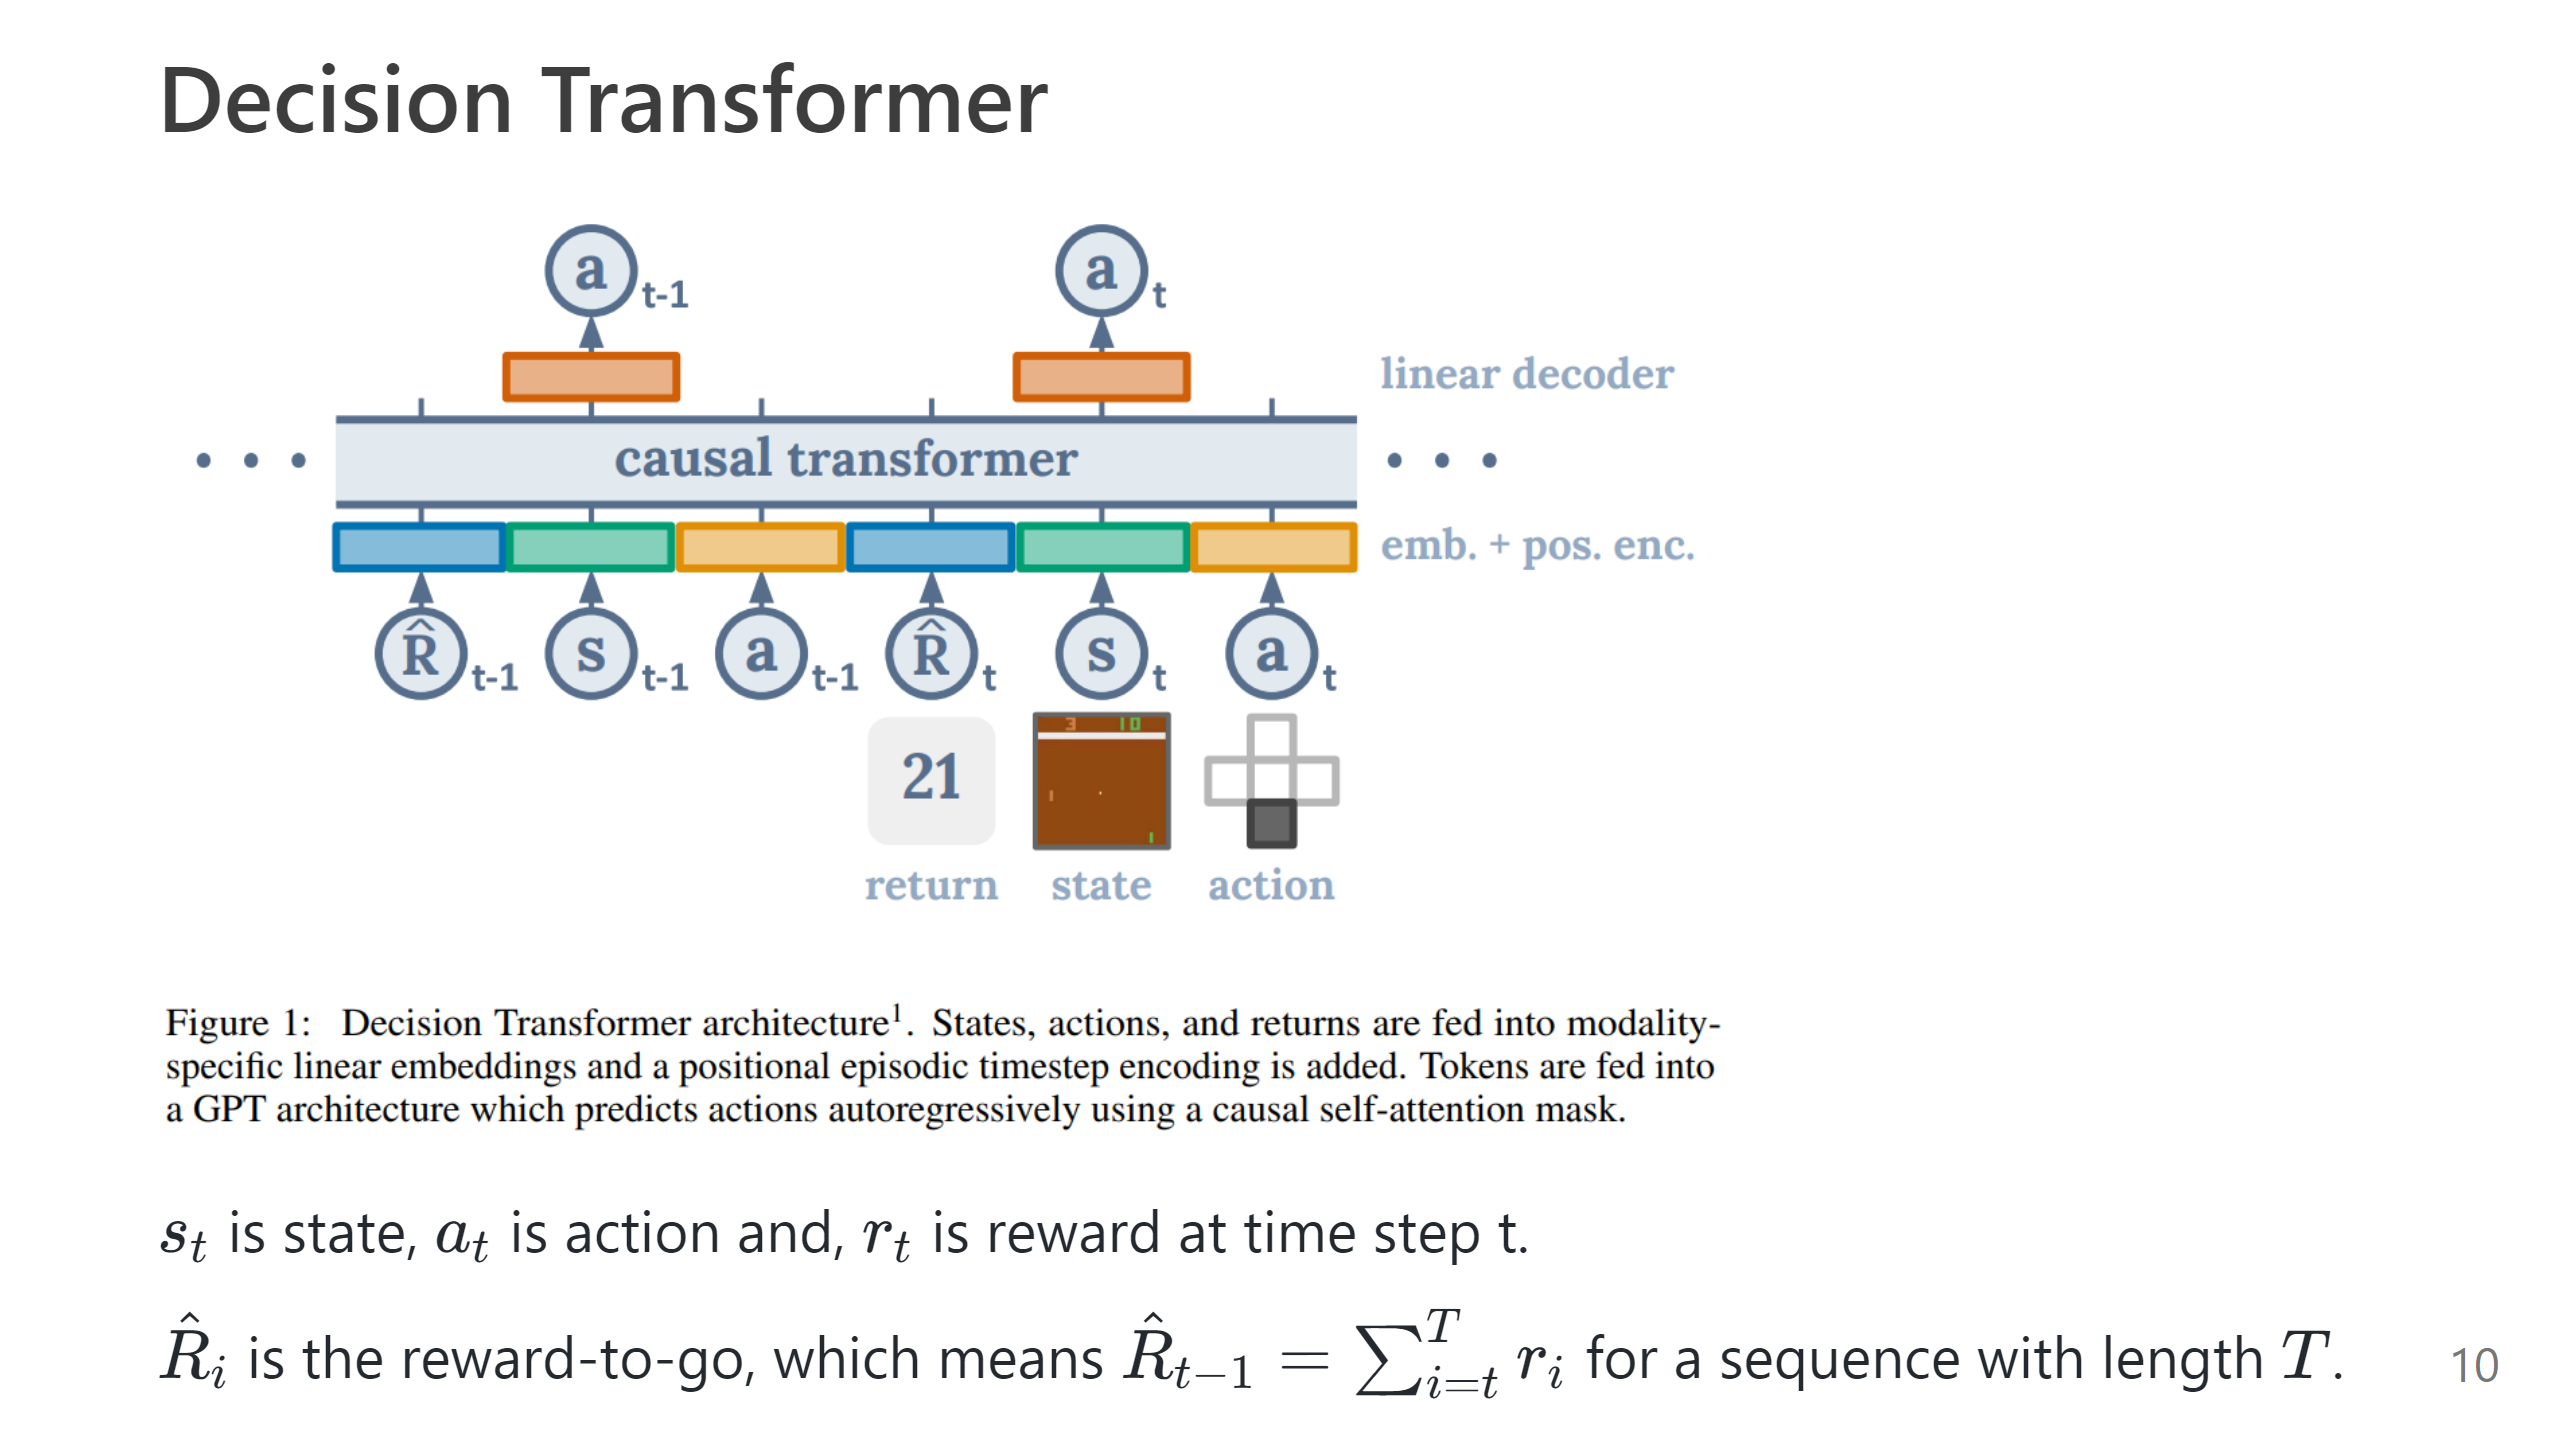 Decision Transformer
a t-1 a t
linear decoder
• • • causal transformer • • •
emb. + pos. enc.
R̂ t-1 s t-1 a t-1 R̂ t s t a t
3 10
21
return state action
Figure 1: Decision Transformer architecture¹. States, actions, and returns are fed into modality-
specific linear embeddings and a positional episodic timestep encoding is added. Tokens are fed into
a GPT architecture which predicts actions autoregressively using a causal self-attention mask.
s_t is state, a_t is action and, r_t is reward at time step t.
R̂_i is the reward-to-go, which means R̂_{t−1} = ∑_{i=t}^{T} r_i for a sequence with length T.
10